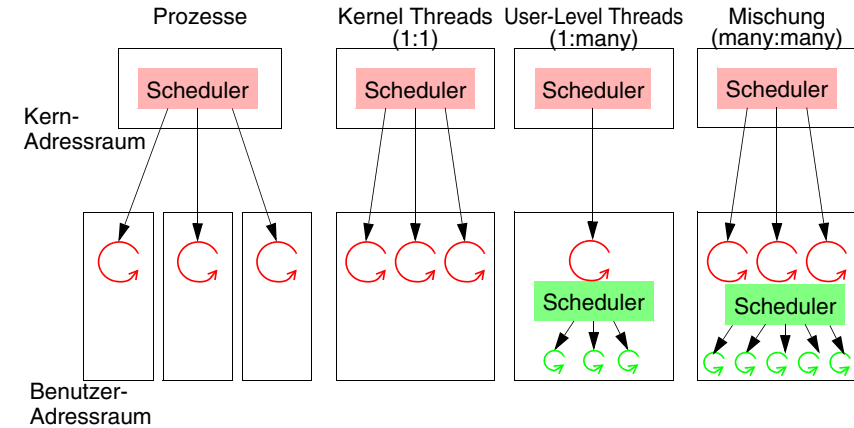 Prozesse
Kernel Threads
(1:1)
User-Level Threads
(1:many)
Mischung
(many:many)
Scheduler
Scheduler
Scheduler
Scheduler
Kern-
Adressraum
Scheduler
Scheduler
Benutzer-
Adressraum